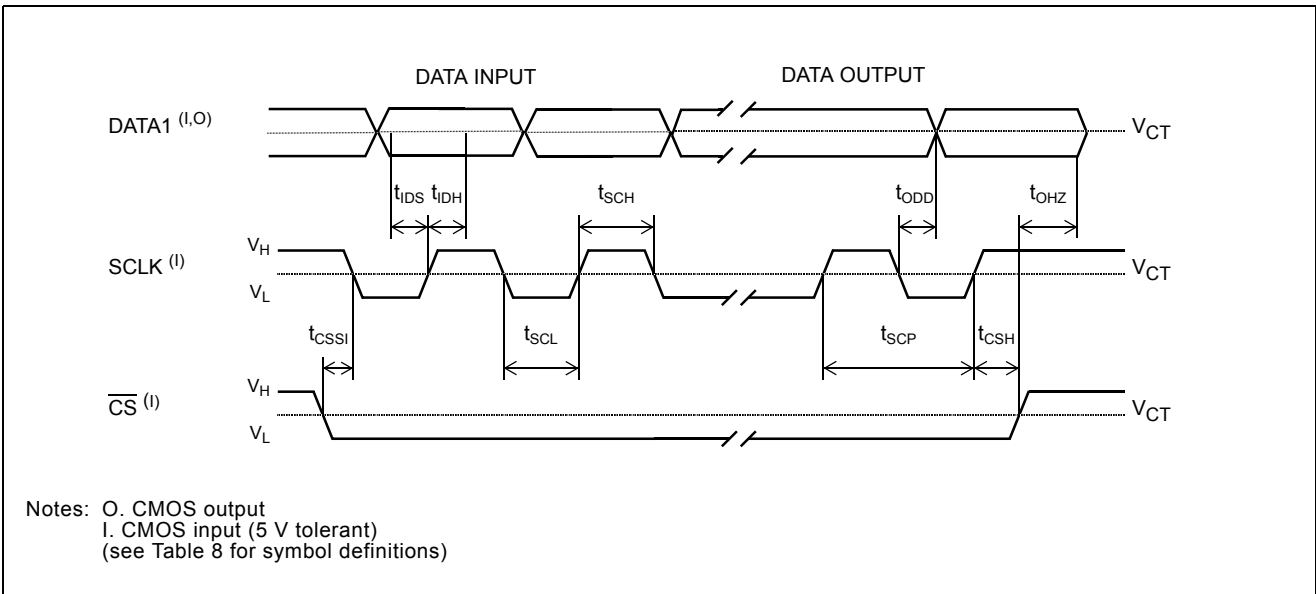 DATA INPUT DATA OUTPUT
DATA1 (I,O) VCT
tIDS tIDH tSCH tODD tOHZ
VH
SCLK (I) VCT
VL
tCSSI tSCL tSCP tCSH
VH
CS (I) VCT
VL
Notes: O. CMOS output
I. CMOS input (5 V tolerant)
(see Table 8 for symbol definitions)